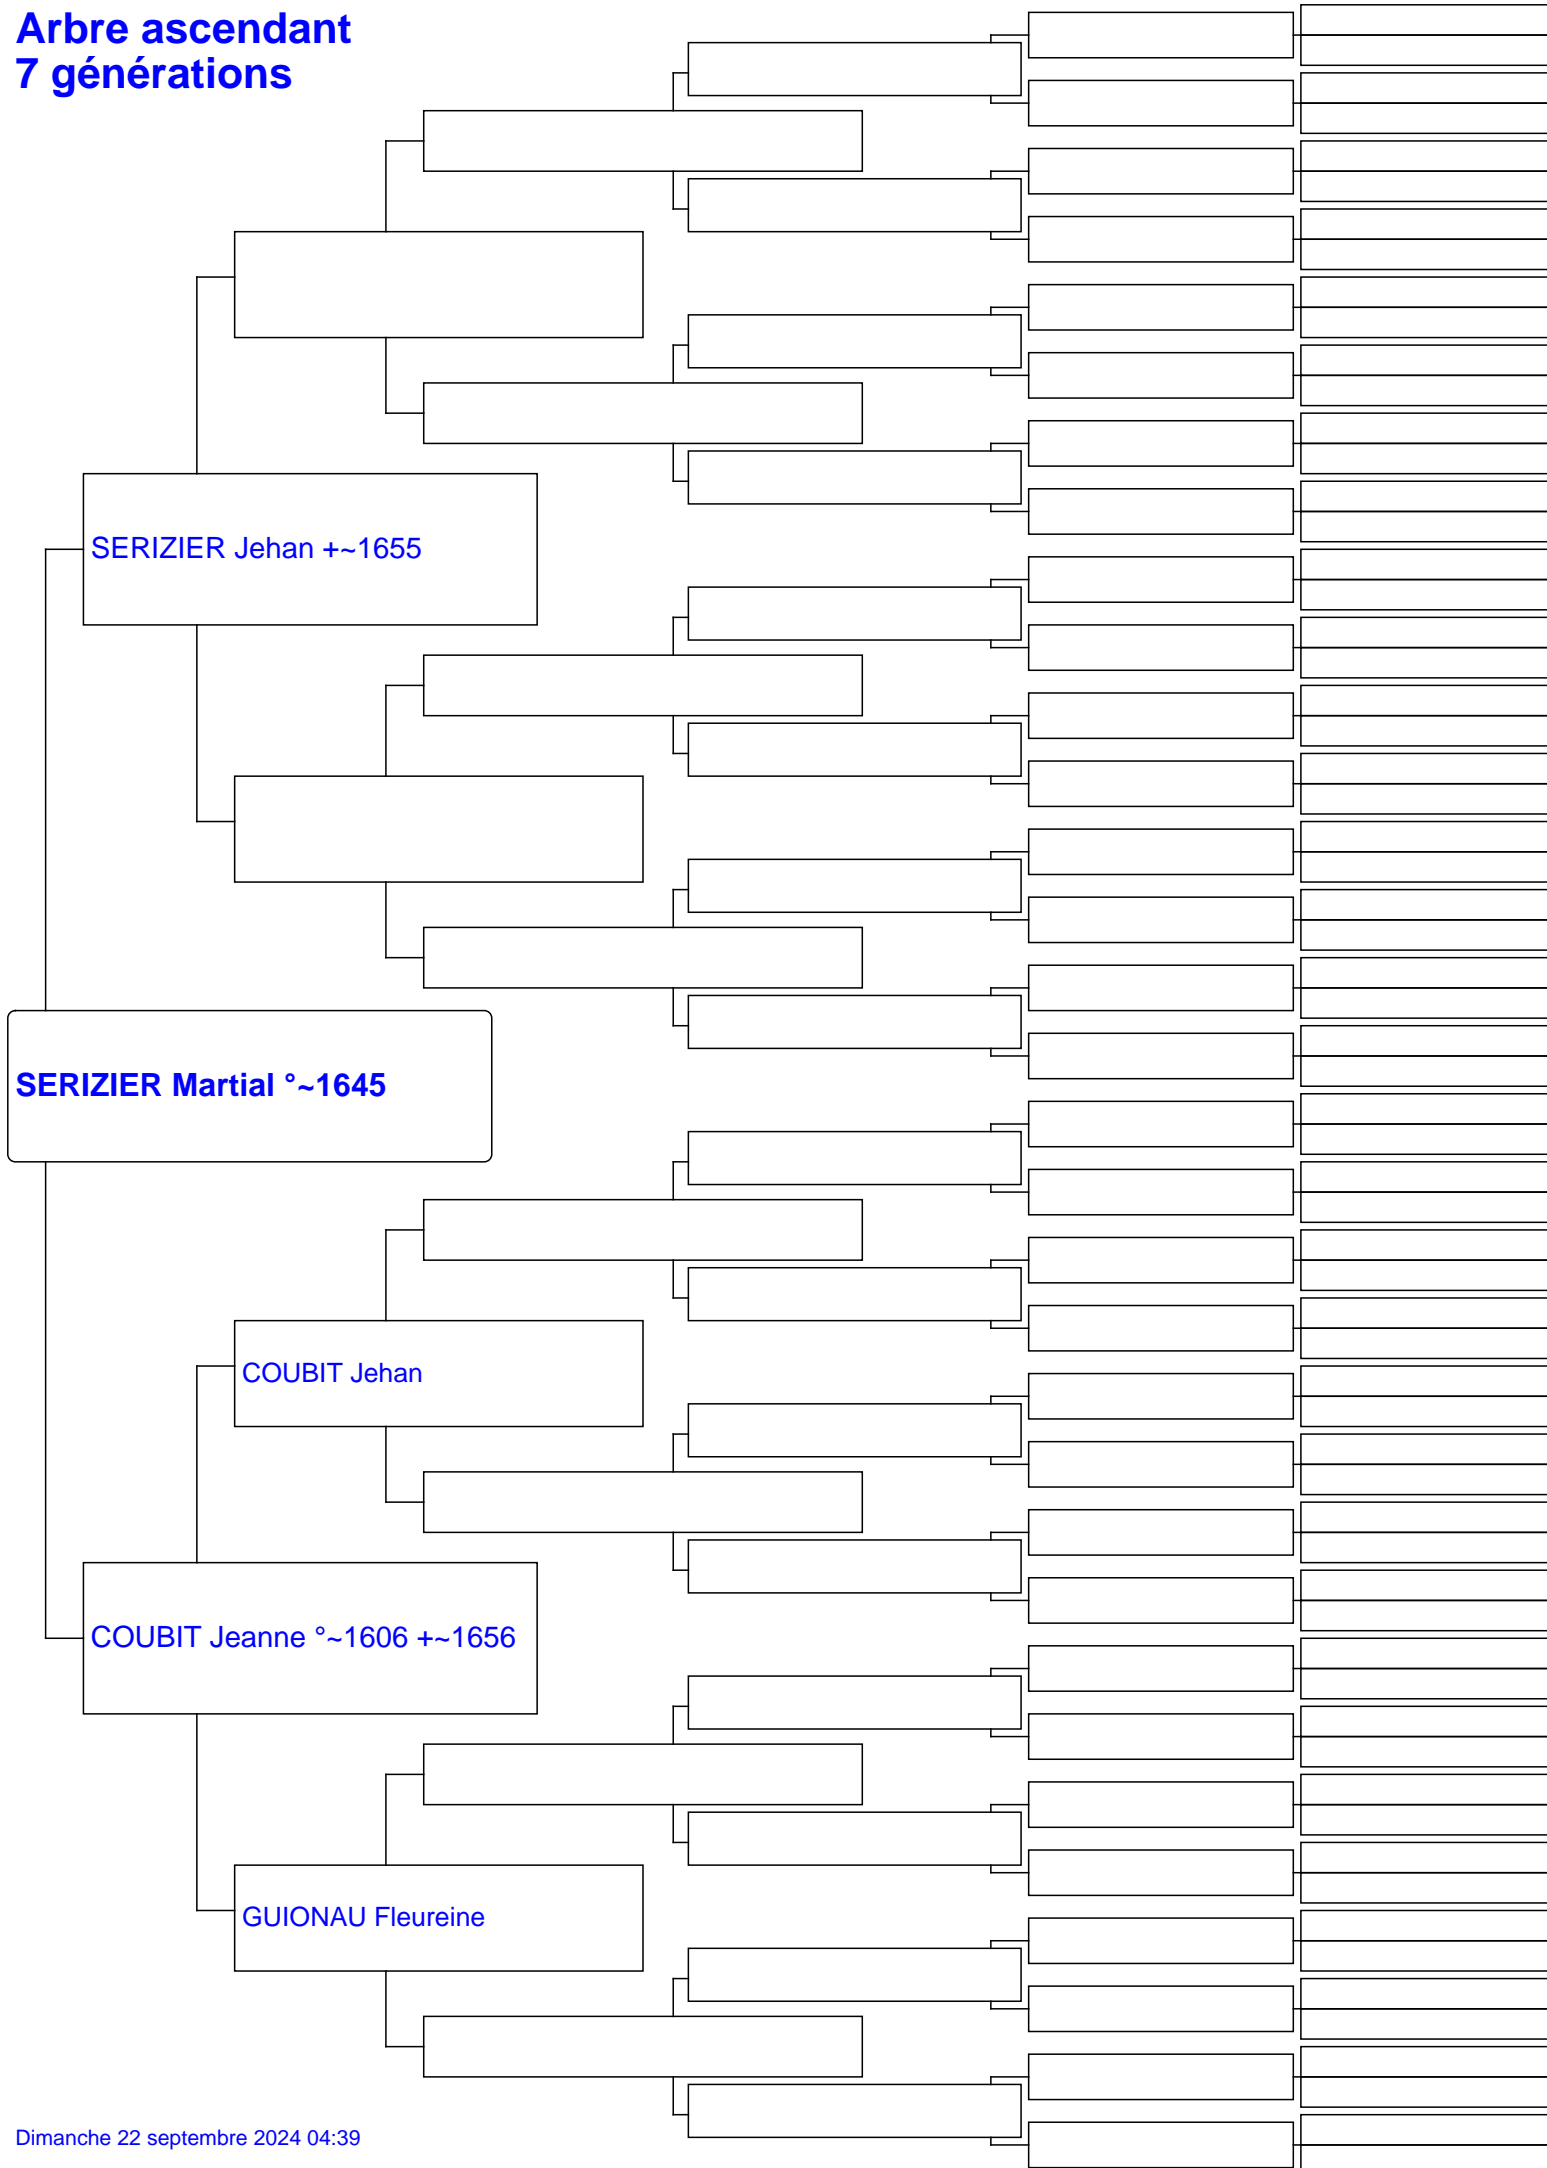 Arbre ascendant
7 générations
SERIZIER Jehan +~1655
SERIZIER Martial °~1645
COUBIT Jehan
COUBIT Jeanne °~1606 +~1656
GUIONAU Fleureine
Dimanche 22 septembre 2024 04:39